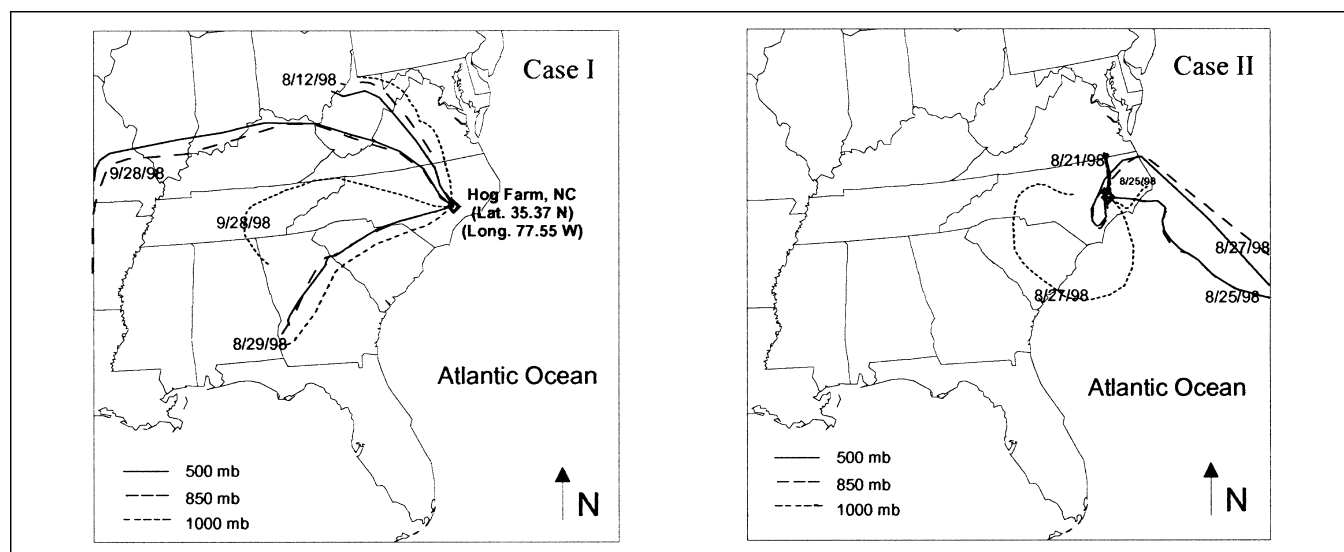 Case I
8/12/98
9/28/98
Hog Farm, NC
(Lat. 35.37 N)
(Long. 77.55 W)
9/28/98
8/29/98
Atlantic Ocean
500 mb
850 mb
1000 mb
N
Case II
8/21/98
8/25/98
8/27/98
8/27/98
8/25/98
Atlantic Ocean
500 mb
850 mb
1000 mb
N